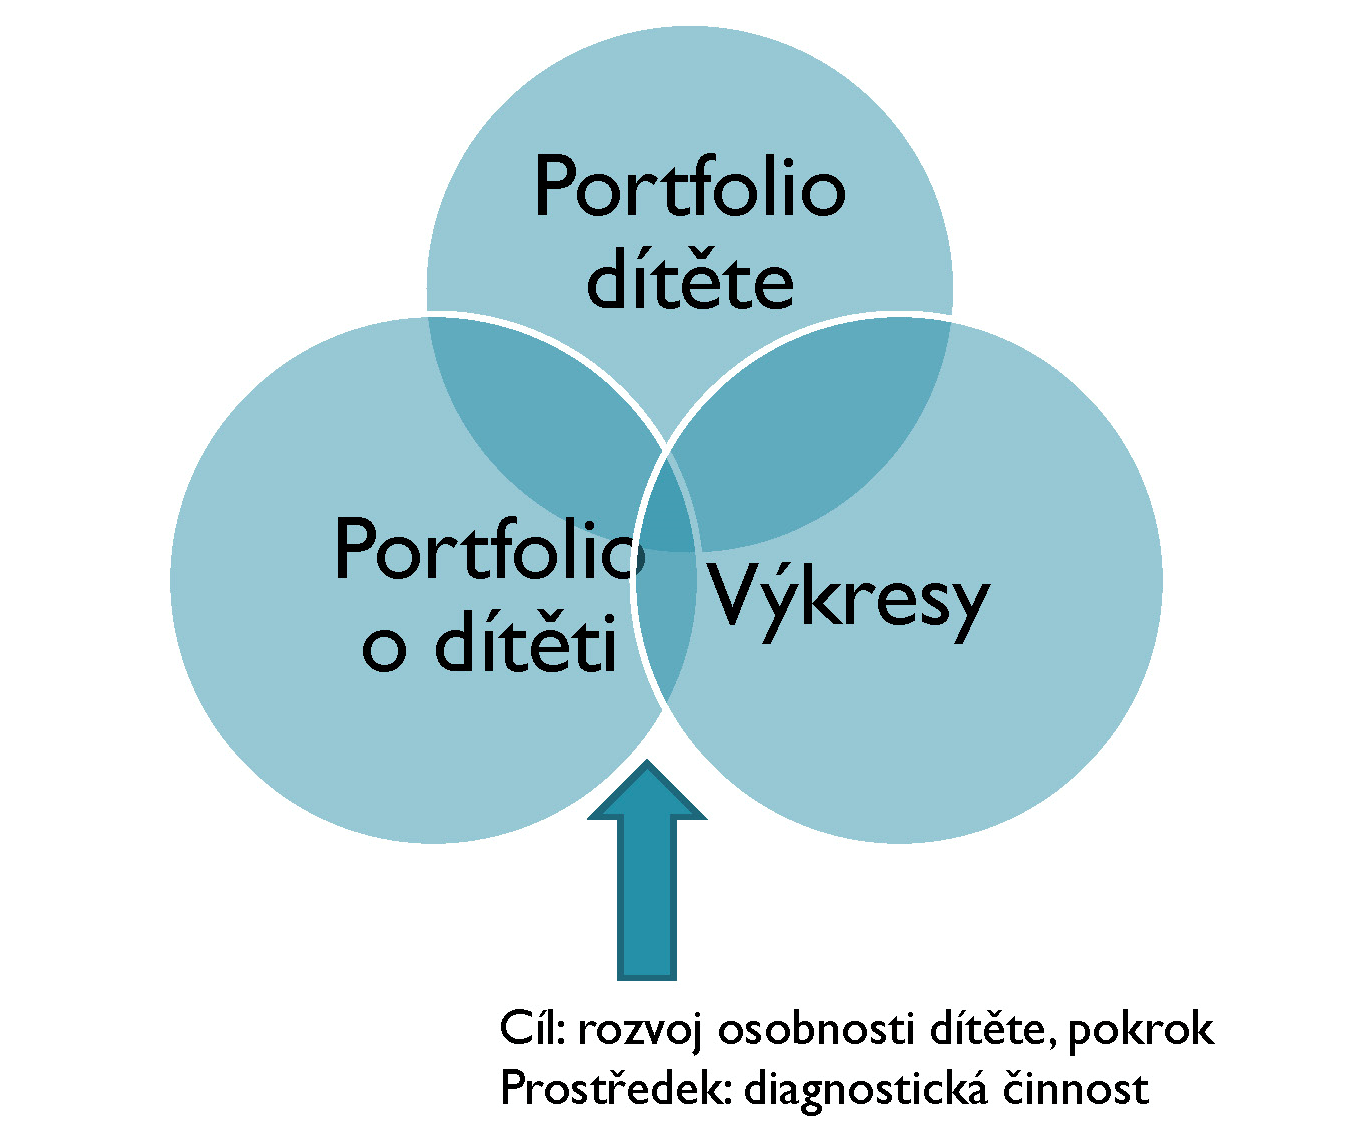 Portfolio
dítěte
Portfolio
o dítěti
Výkresy
Cíl: rozvoj osobnosti dítěte, pokrok
Prostředek: diagnostická činnost